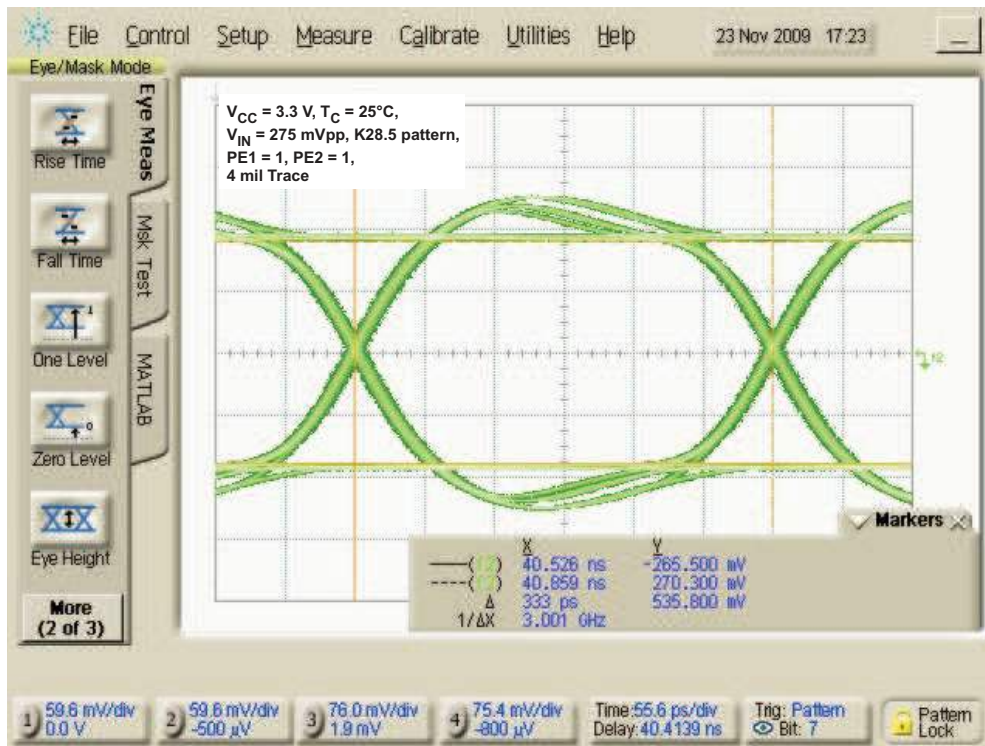 File Control Setup Measure Calibrate Utilities Help 23 Nov 2009 17:23
Eye/Mask Mode
Eye Meas
Msk Test
MATLAB
Rise Time
Fall Time
One Level
Zero Level
Eye Height
More
(2 of 3)
VCC = 3.3 V, TC = 25°C,
VIN = 275 mVpp, K28.5 pattern,
PE1 = 1, PE2 = 1,
4 mil Trace
Markers
X Y
40.526 ns -265.500 mV
40.859 ns 270.300 mV
Δ 333 ps 535.800 mV
1/ΔX 3.001 GHz
1) 59.6 mV/div
0.0 V
2) 59.6 mV/div
-500 µV
3) 76.0 mV/div
1.9 mV
4) 75.4 mV/div
-800 µV
Time:55.6 ps/div
Delay:40.4139 ns
Trig: Pattern
Bit: 7
Pattern
Lock